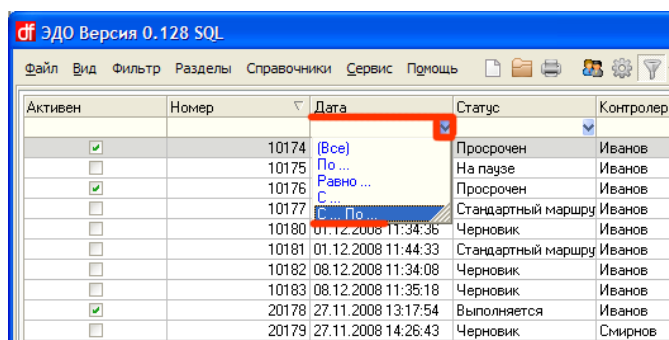 df ЭДО Версия 0.128 SQL
Файл Вид Фильтр Разделы Справочники Сервис Помощь
Активен Номер Дата Статус Контролер
10174 (Все) Просрочен Иванов
10175 По ... На паузе Иванов
10176 Равно ... Просрочен Иванов
С ...
10177 С ... По ... Стандартный маршру Иванов
10180 01.12.2008 11:34:36 Черновик Иванов
10181 01.12.2008 11:44:33 Стандартный маршру Иванов
10182 08.12.2008 11:34:08 Черновик Иванов
10183 08.12.2008 11:35:18 Черновик Иванов
20178 27.11.2008 13:17:54 Выполняется Иванов
20179 27.11.2008 14:26:43 Черновик Смирнов